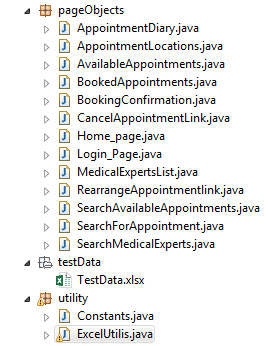 pageObjects
AppointmentDiary.java
AppointmentLocations.java
AvailableAppointments.java
BookedAppointments.java
BookingConfirmation.java
CancelAppointmentLink.java
Home_page.java
Login_Page.java
MedicalExpertsList.java
RearrangeAppointmentlink.java
SearchAvailableAppointments.java
SearchForAppointment.java
SearchMedicalExperts.java
testData
TestData.xlsx
utility
Constants.java
ExcelUtilis.java